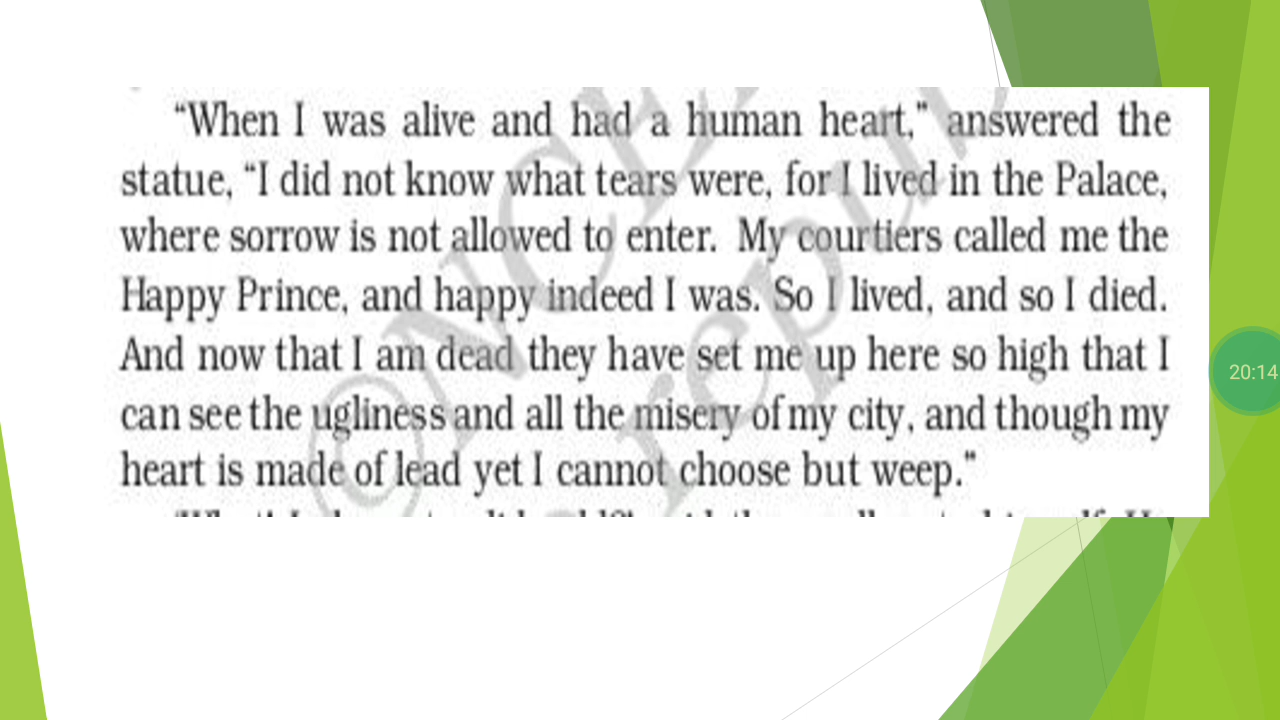 “When I was alive and had a human heart,” answered the
statue, “I did not know what tears were, for I lived in the Palace,
where sorrow is not allowed to enter. My courtiers called me the
Happy Prince, and happy indeed I was. So I lived, and so I died.
And now that I am dead they have set me up here so high that I
can see the ugliness and all the misery of my city, and though my
heart is made of lead yet I cannot choose but weep.”
20:14